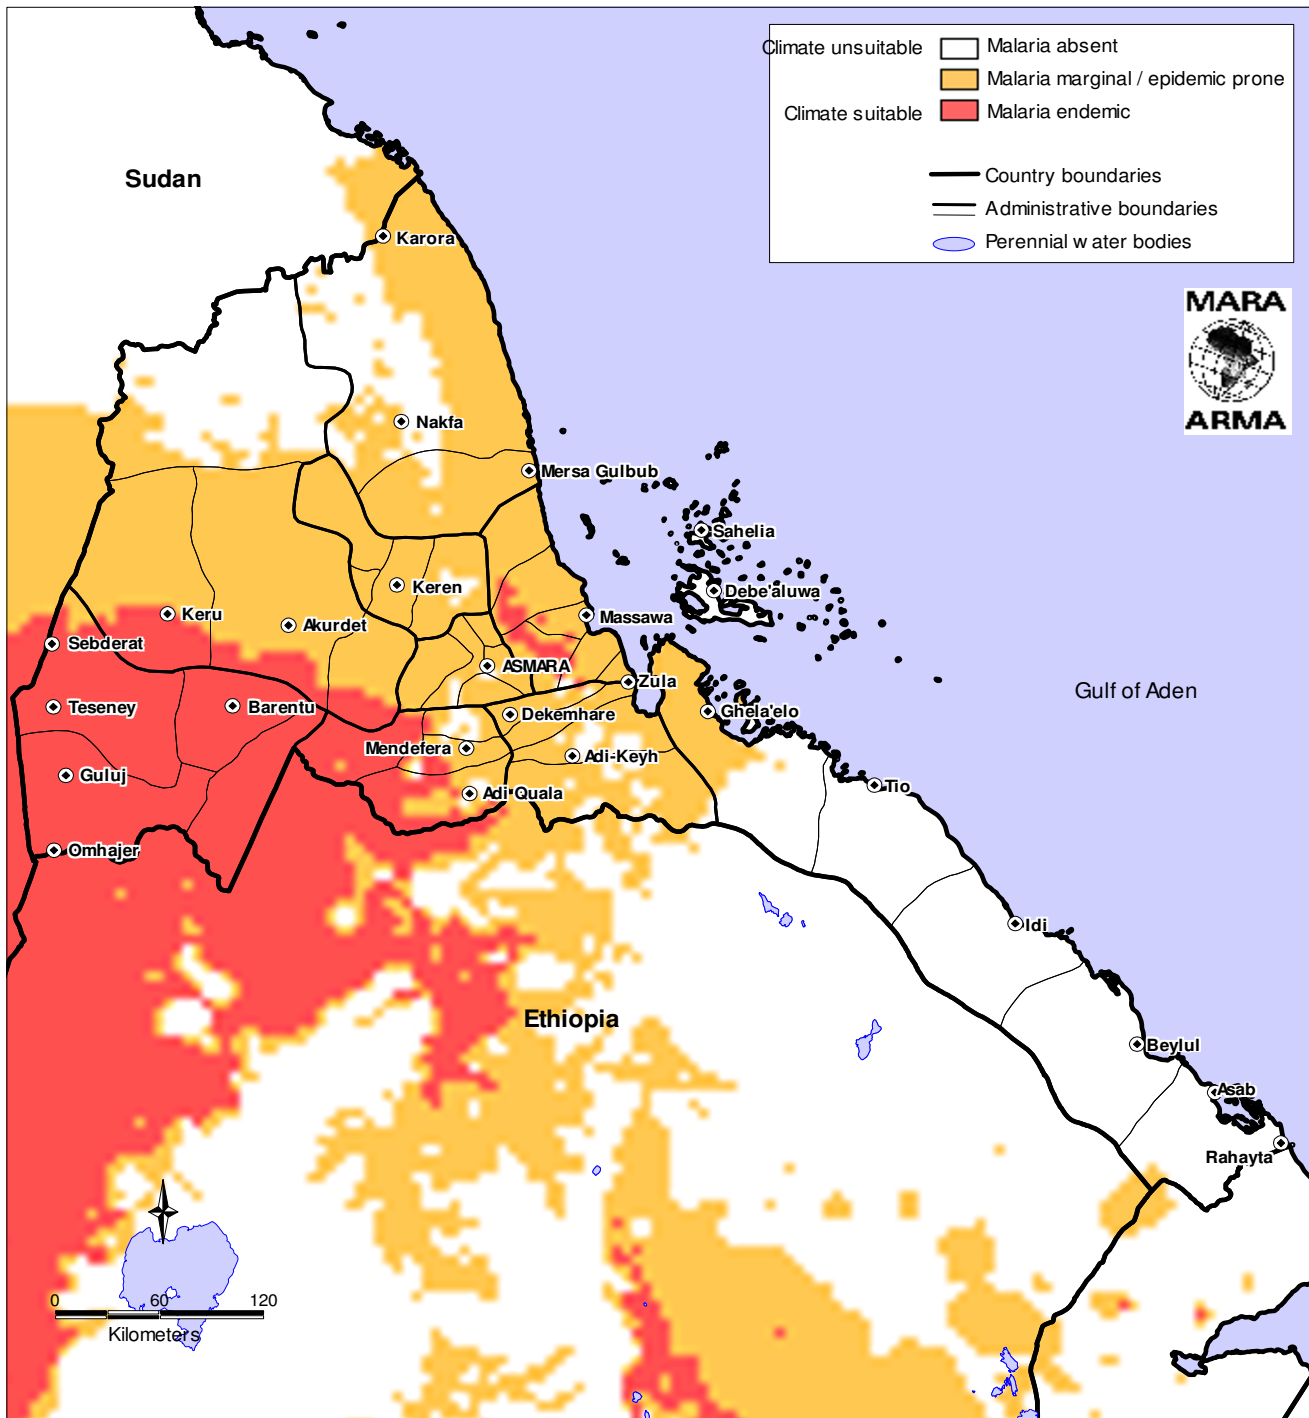 Climate unsuitable
Malaria absent
Malaria marginal / epidemic prone
Climate suitable
Malaria endemic
Country boundaries
Administrative boundaries
Perennial water bodies
Sudan
Karora
MARA
ARMA
Nakfa
Mersa Gulbub
Sahelia
Keren
Debe'aluwa
Keru
Akurdet
Massawa
Sebderat
ASMARA
Zula
Gulf of Aden
Teseney
Barentu
Dekemhare
Ghela'elo
Mendefera
Adi-Keyh
Guluj
Adi Quala
Tio
Omhajer
Idi
Ethiopia
Beylul
Asab
Rahayta
0 60 120
Kilometers